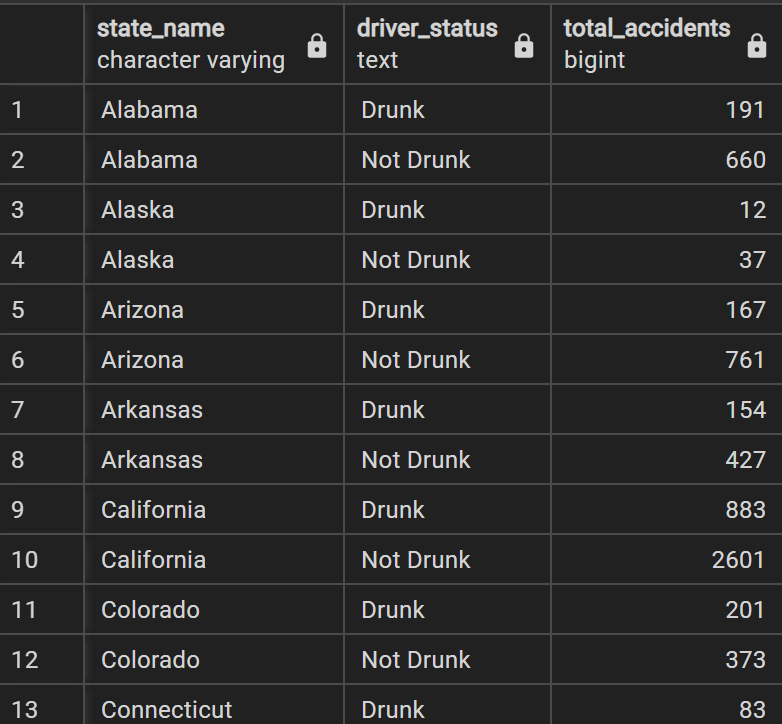 state_name driver_status total_accidents
character varying text bigint
1 Alabama Drunk 191
2 Alabama Not Drunk 660
3 Alaska Drunk 12
4 Alaska Not Drunk 37
5 Arizona Drunk 167
6 Arizona Not Drunk 761
7 Arkansas Drunk 154
8 Arkansas Not Drunk 427
9 California Drunk 883
10 California Not Drunk 2601
11 Colorado Drunk 201
12 Colorado Not Drunk 373
13 Connecticut Drunk 83